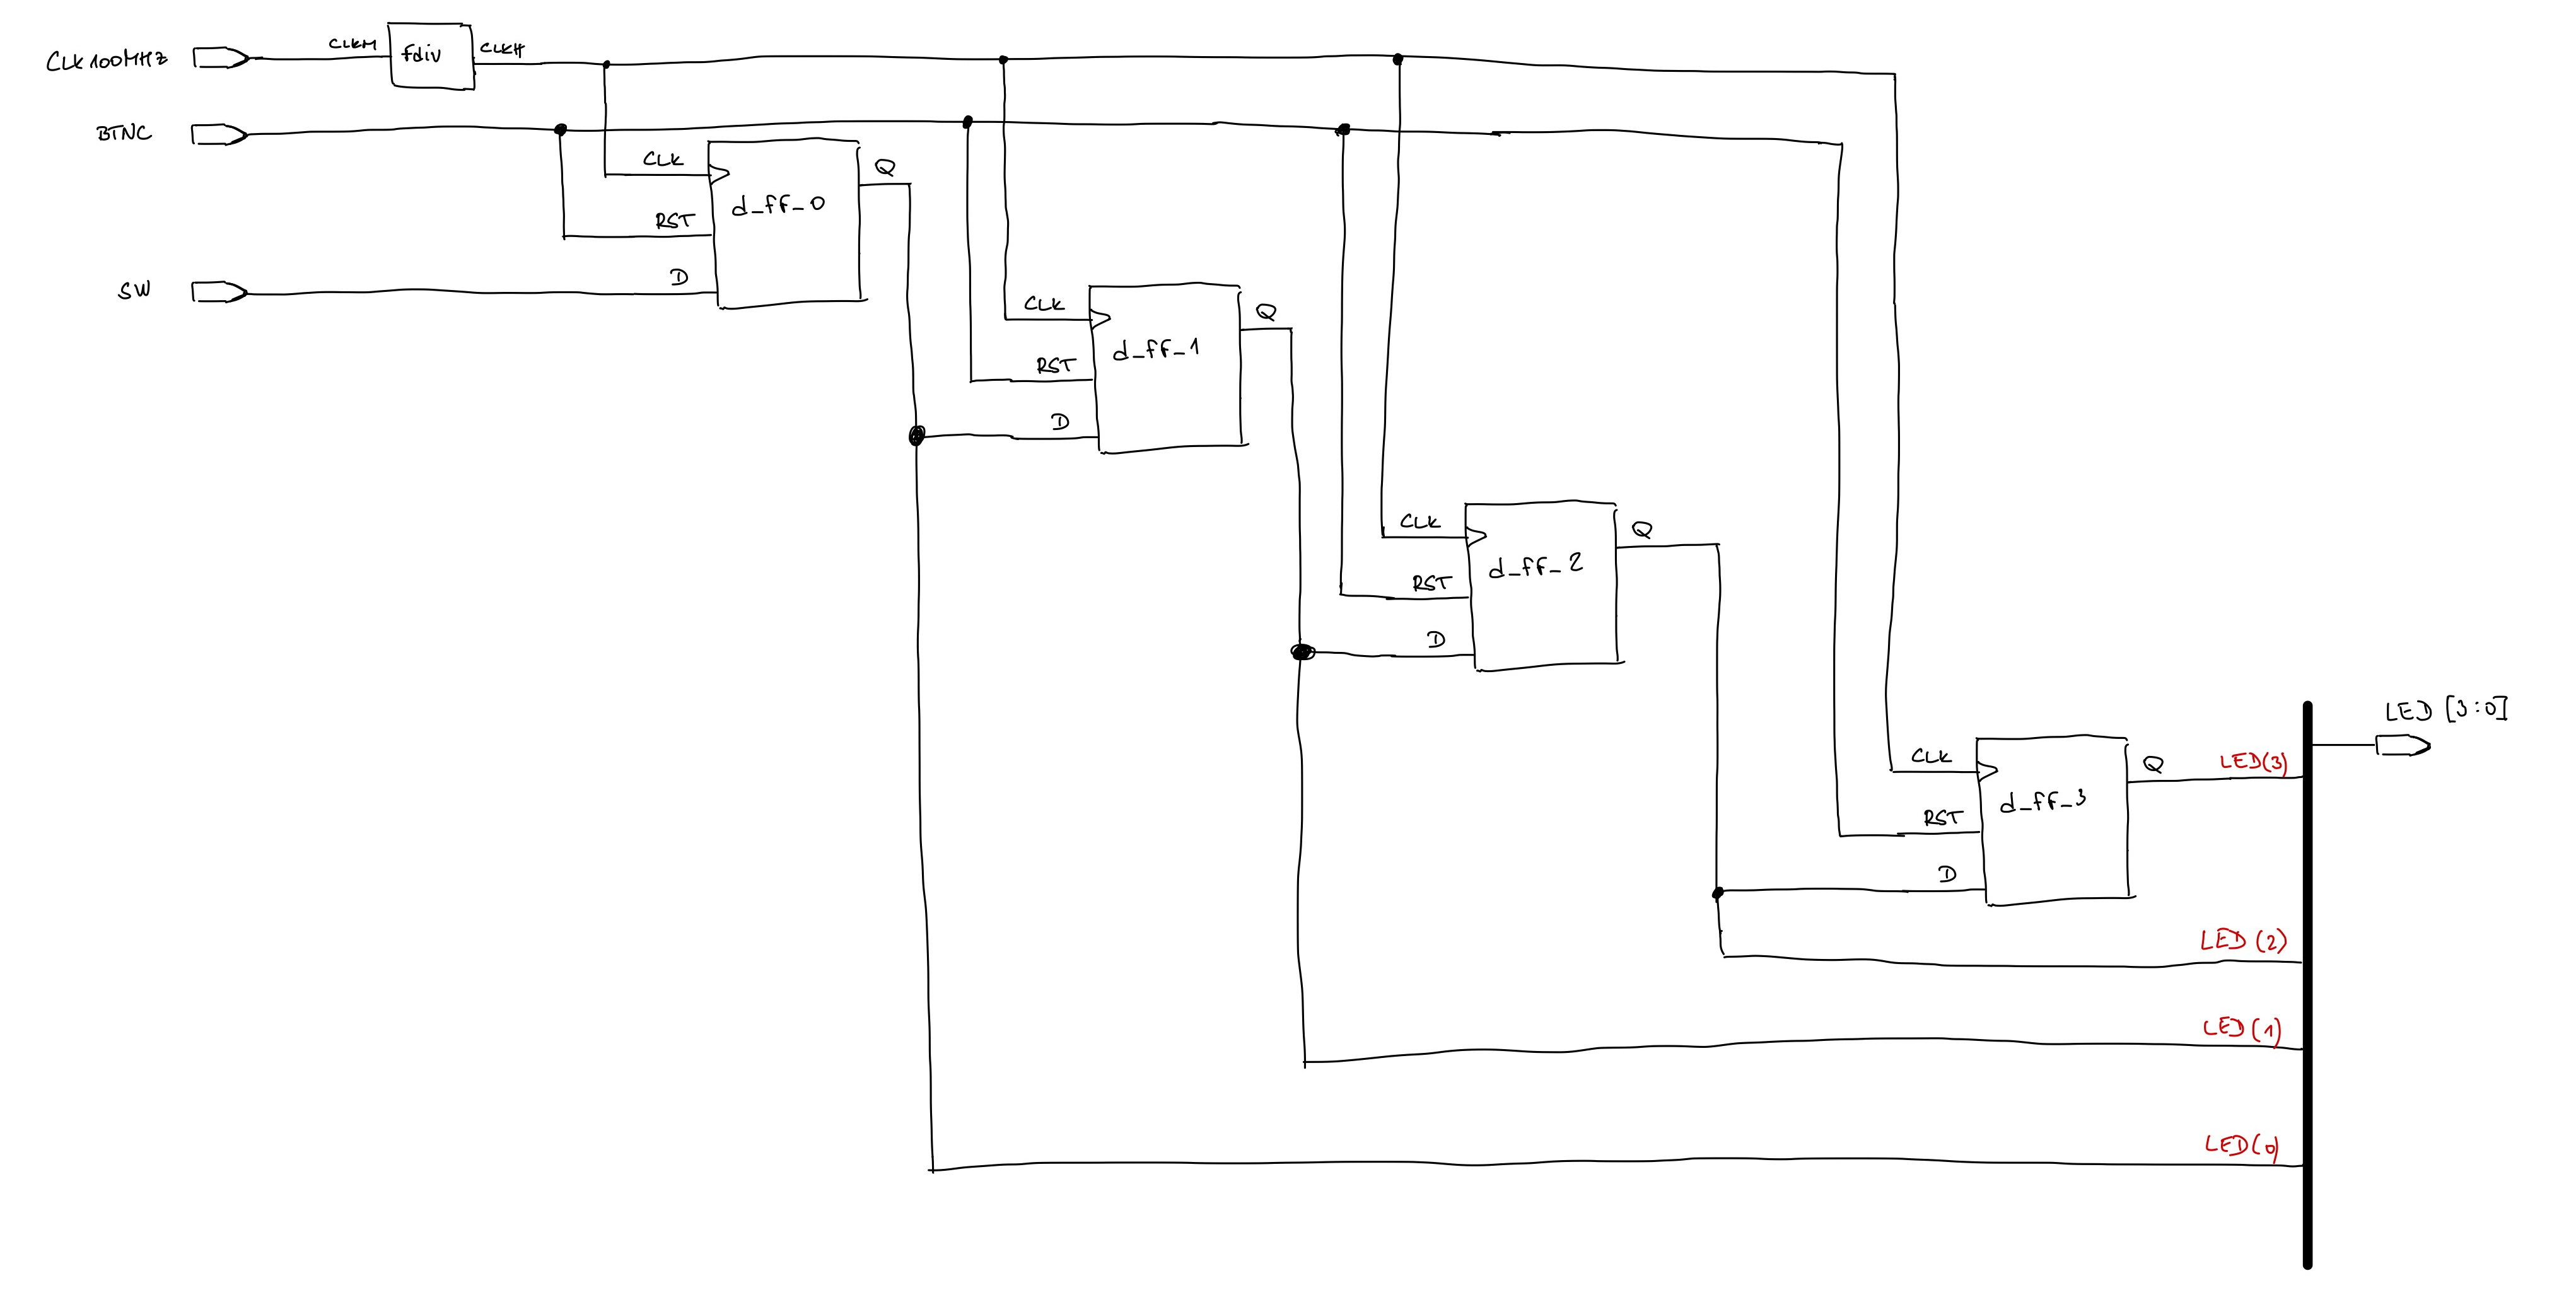 CLK100MHZ
CLKM
fdiv
CLKH
BTNC
SW
CLK
RST
D
d_ff_0
Q
CLK
RST
D
d_ff_1
Q
CLK
RST
D
d_ff_2
Q
CLK
RST
D
d_ff_3
Q
LED [3:0]
LED(3)
LED(2)
LED(1)
LED(0)